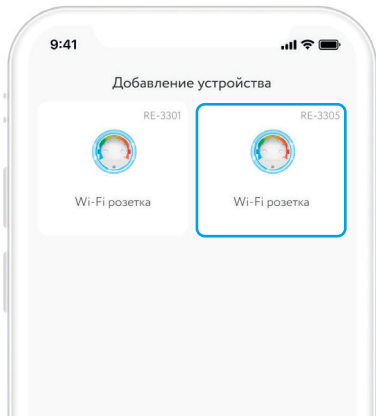 9:41
Добавление устройства
RE-3301
RE-3305
Wi-Fi розетка
Wi-Fi розетка